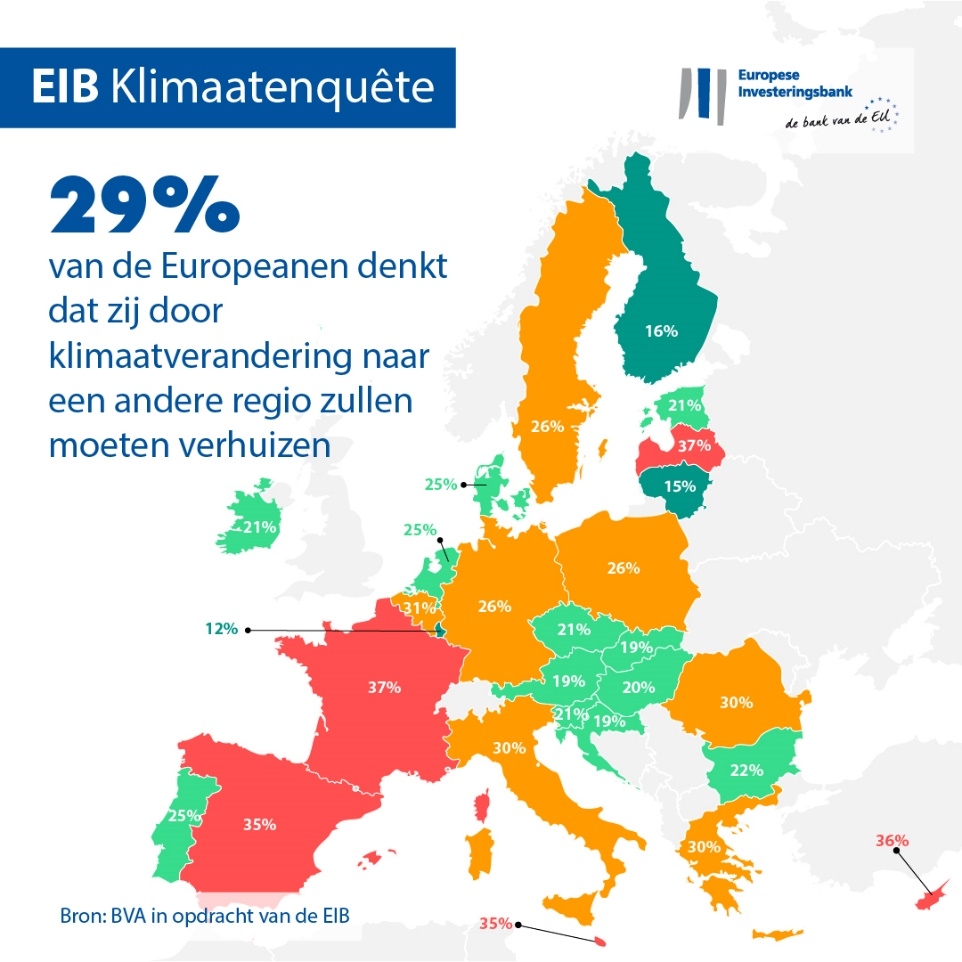 EIB Klimaatenquête
Europese
Investeringsbank
de bank van de EU
29%
van de Europeanen denkt
dat zij door
klimaatverandering naar
een andere regio zullen
moeten verhuizen
16%
21%
26%
37%
25%
15%
21%
25%
26%
31%
26%
12%
21%
19%
37%
19%
20%
21%
19%
30%
30%
22%
25%
35%
30%
36%
Bron: BVA in opdracht van de EIB
35%